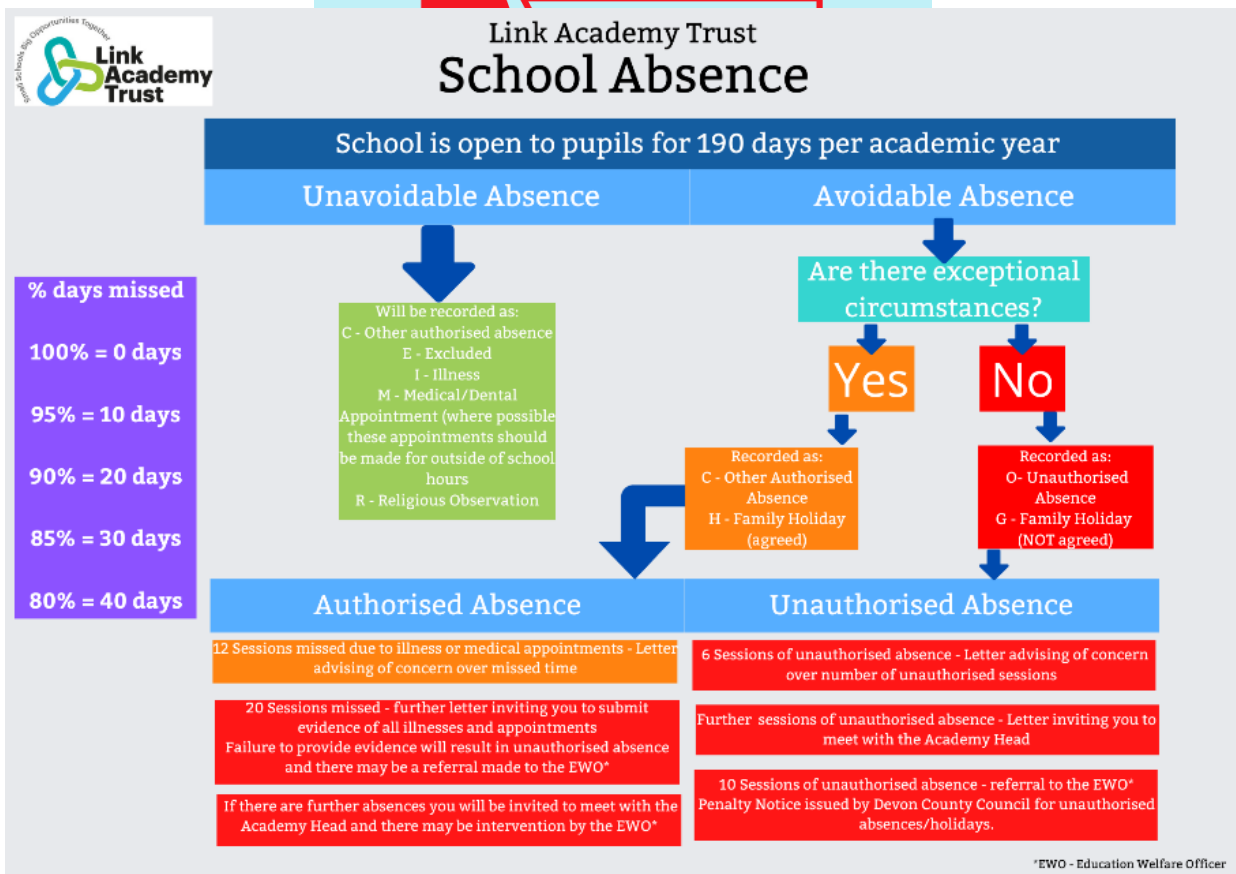 Small Schools Big Opportunities Together
Link
Academy
Trust
Link Academy Trust
School Absence
School is open to pupils for 190 days per academic year
Unavoidable Absence
Avoidable Absence
% days missed
100% = 0 days
95% = 10 days
90% = 20 days
85% = 30 days
80% = 40 days
Will be recorded as:
C - Other authorised absence
E - Excluded
I - Illness
M - Medical/Dental
Appointment (where possible
these appointments should
be made for outside of school
hours
R - Religious Observation
Are there exceptional
circumstances?
Yes
No
Recorded as:
C - Other Authorised
Absence
H - Family Holiday
(agreed)
Recorded as:
O- Unauthorised
Absence
G - Family Holiday
(NOT agreed)
Authorised Absence
12 Sessions missed due to illness or medical appointments - Letter
advising of concern over missed time
20 Sessions missed - further letter inviting you to submit
evidence of all illnesses and appointments
Failure to provide evidence will result in unauthorised absence
and there may be a referral made to the EWO*
If there are further absences you will be invited to meet with the
Academy Head and there may be intervention by the EWO*
Unauthorised Absence
6 Sessions of unauthorised absence - Letter advising of concern
over number of unauthorised sessions
Further sessions of unauthorised absence - Letter inviting you to
meet with the Academy Head
10 Sessions of unauthorised absence - referral to the EWO*
Penalty Notice issued by Devon County Council for unauthorised
absences/holidays.
*EWO - Education Welfare Officer